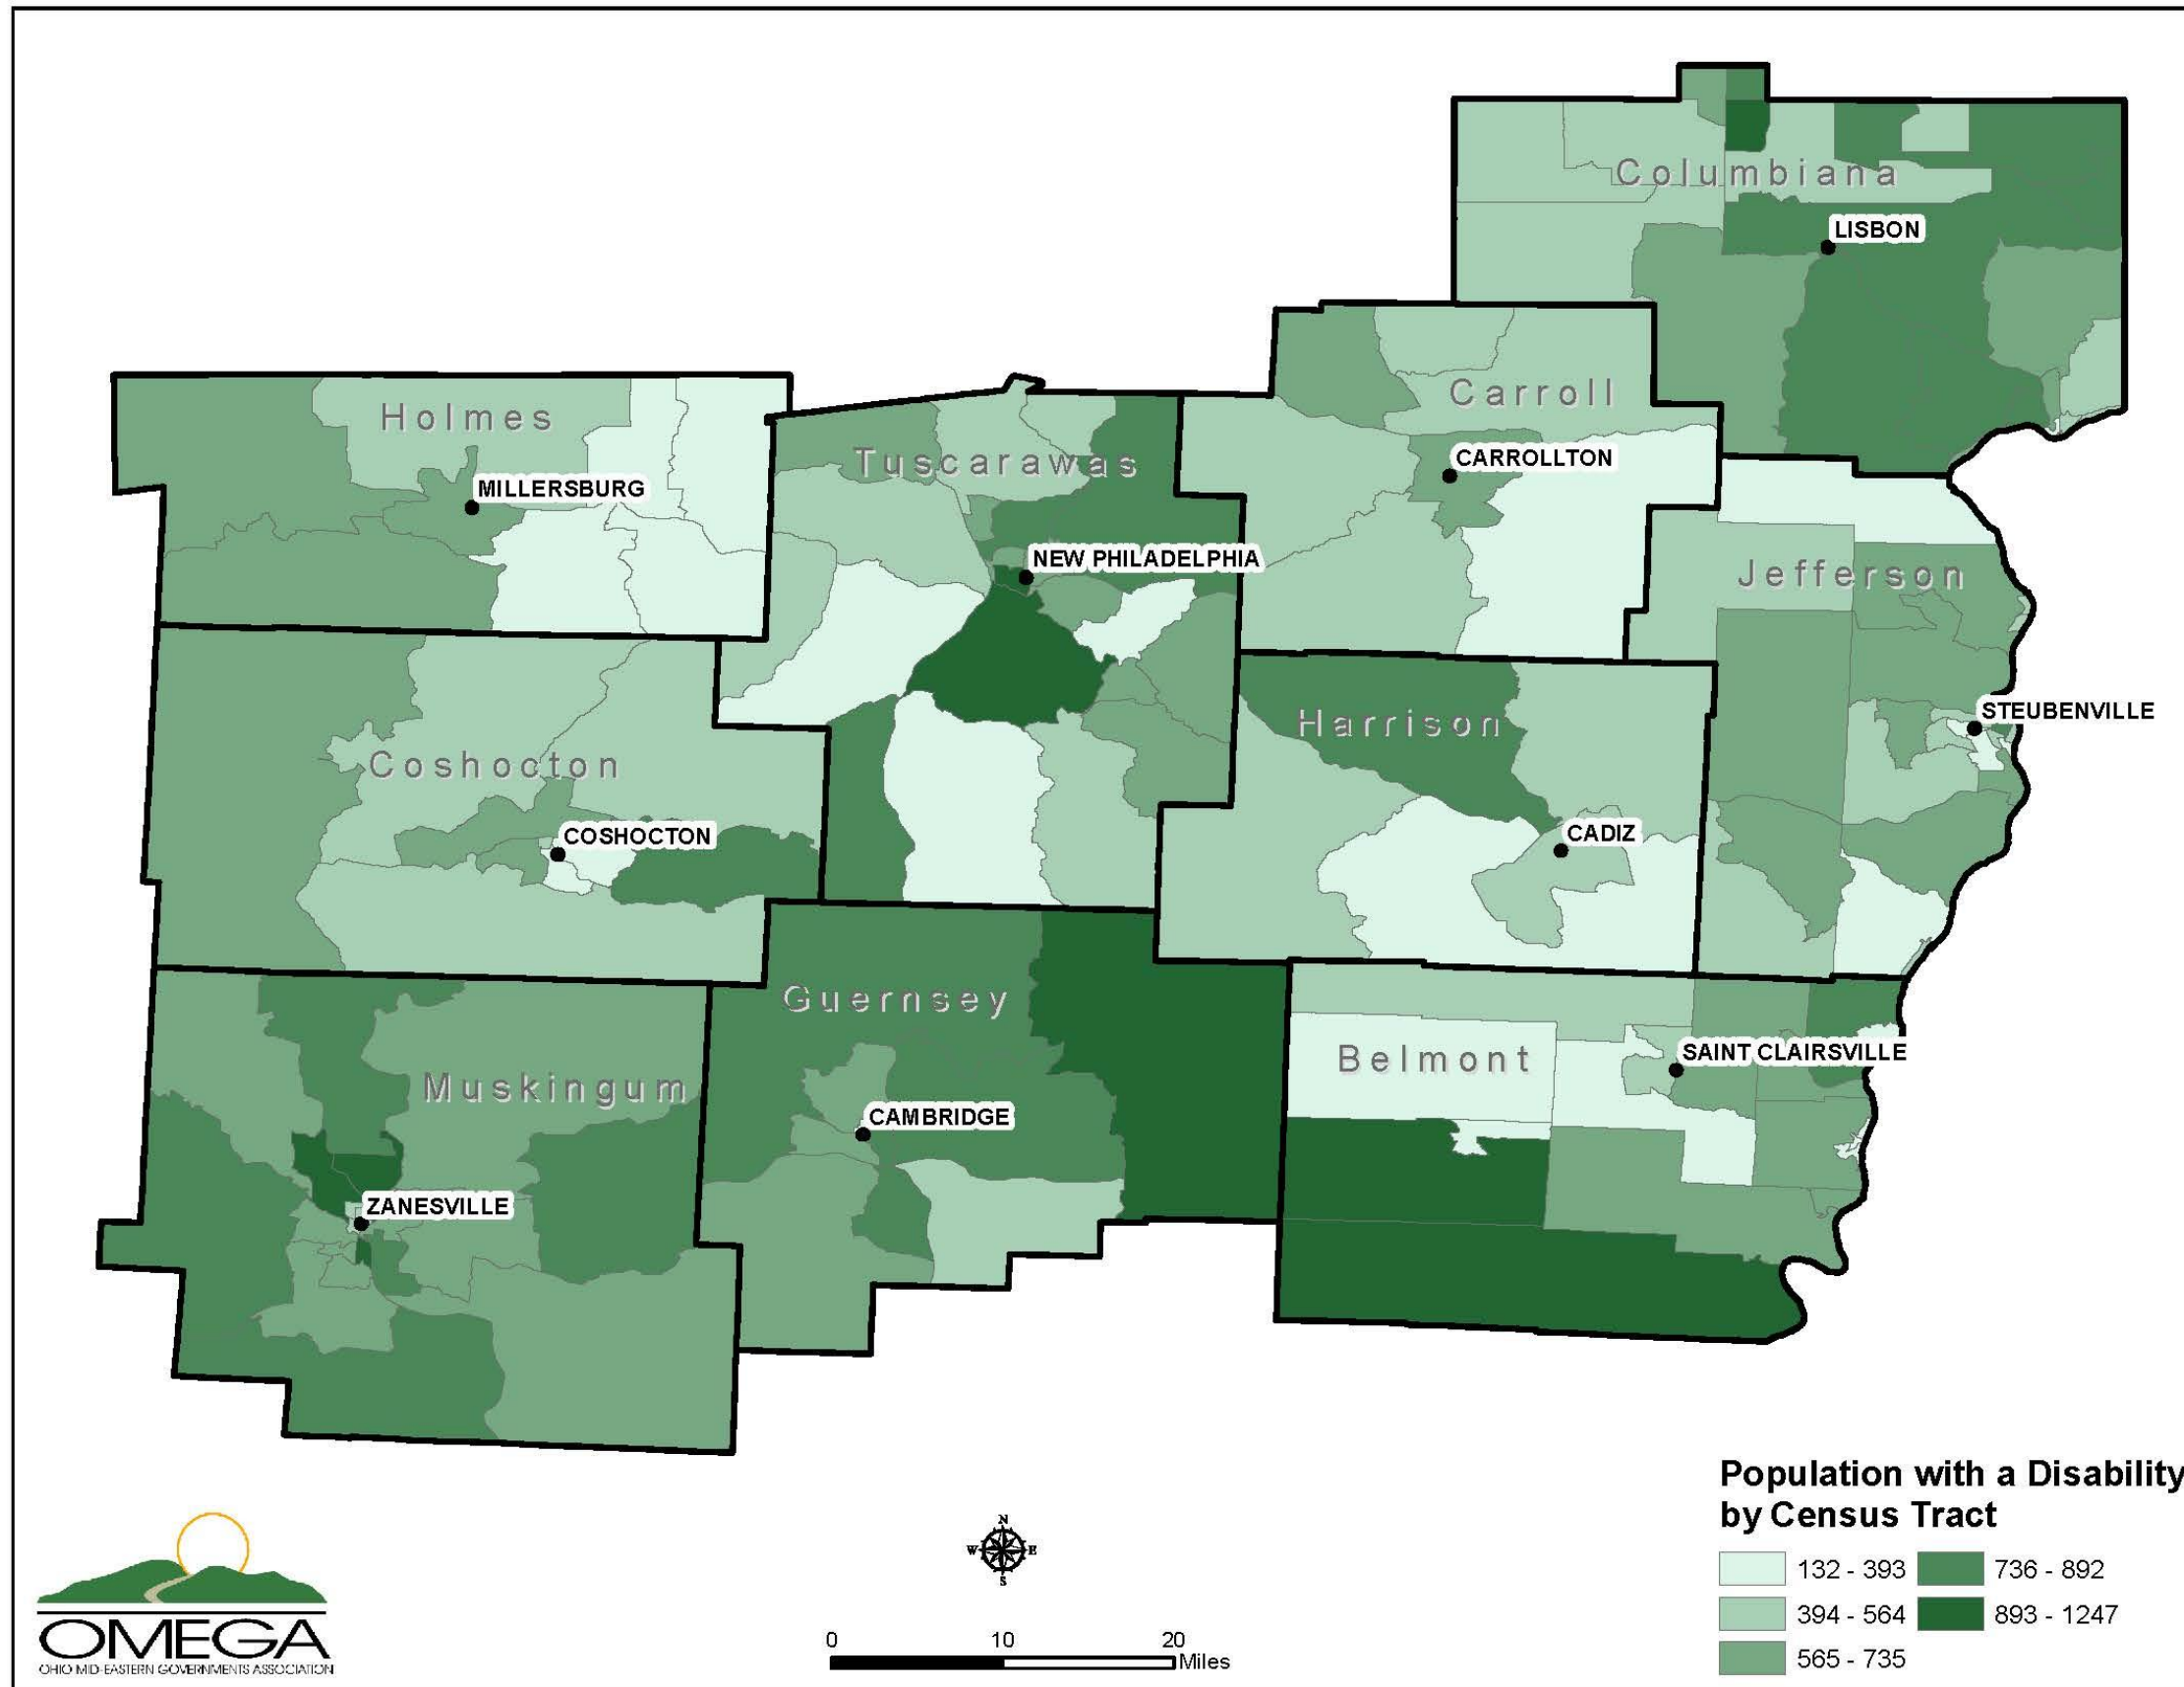 Columbiana
LISBON
Carroll
Holmes
Tuscarawas
CARROLLTON
MILLERSBURG
NEW PHILADELPHIA
Jefferson
Harrison
STEUBENVILLE
Coshocton
COSHOCTON
CADIZ
Guernsey
Belmont
SAINT CLAIRSVILLE
Muskingum
CAMBRIDGE
ZANESVILLE
Population with a Disability
by Census Tract
132 - 393
736 - 892
394 - 564
893 - 1247
565 - 735
N
W E
S
0 10 20
Miles
OMEGA
OHIO MID-EASTERN GOVERNMENTS ASSOCIATION